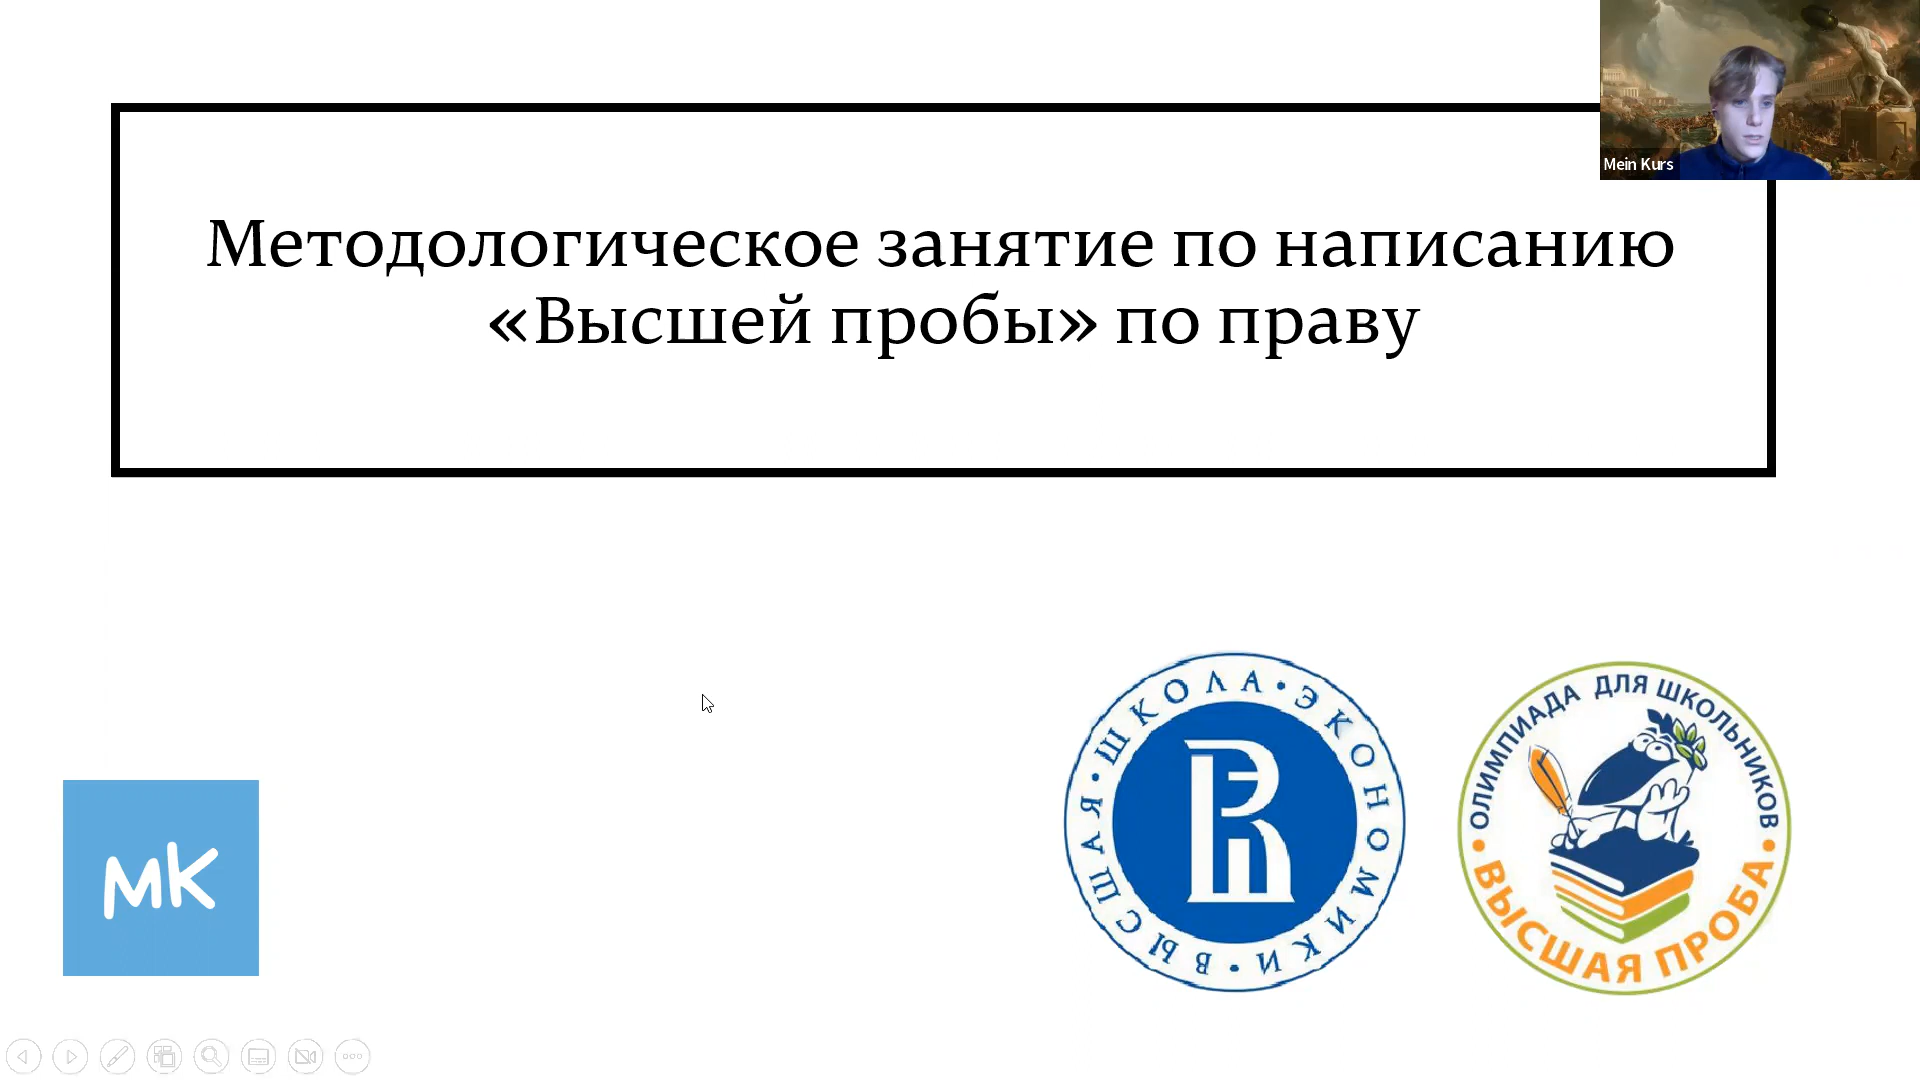 Mein Kurs
Методологическое занятие по написанию
«Высшей пробы» по праву
МК
ВЫСШАЯ • ШКОЛА • ЭКОНОМИКИ •
ОЛИМПИАДА ДЛЯ ШКОЛЬНИКОВ
• ВЫСШАЯ ПРОБА •